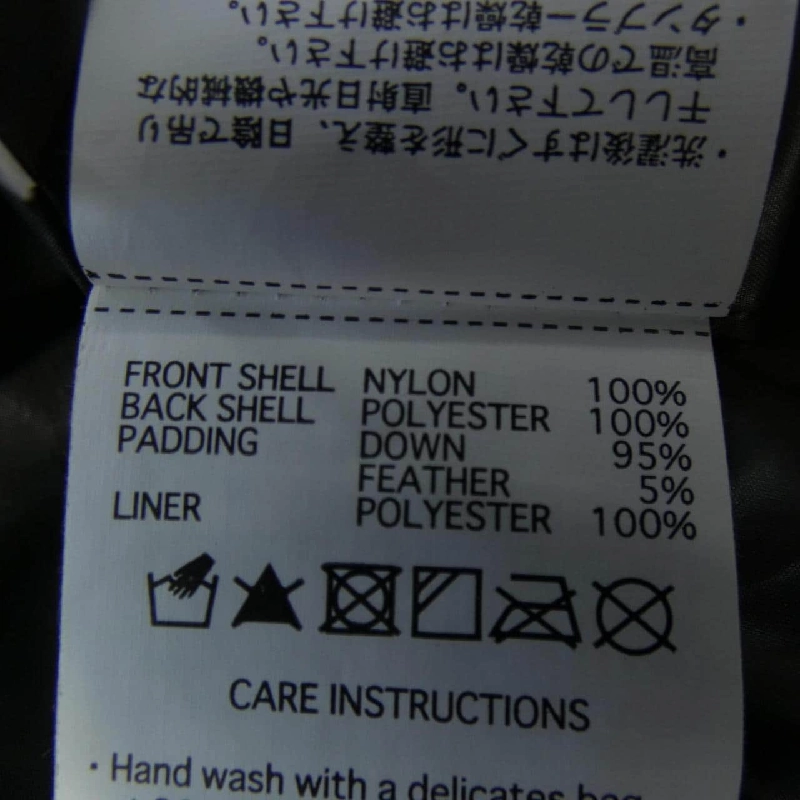 ・洗濯後はすぐに形を整え、日陰で吊り
干して下さい。直射日光や機械的な
高温での乾燥はお避け下さい。
・タンブラー乾燥はお避け下さい。
FRONT SHELL NYLON 100%
BACK SHELL POLYESTER 100%
PADDING DOWN 95%
FEATHER 5%
LINER POLYESTER 100%
CARE INSTRUCTIONS
・Hand wash with a delicates bag